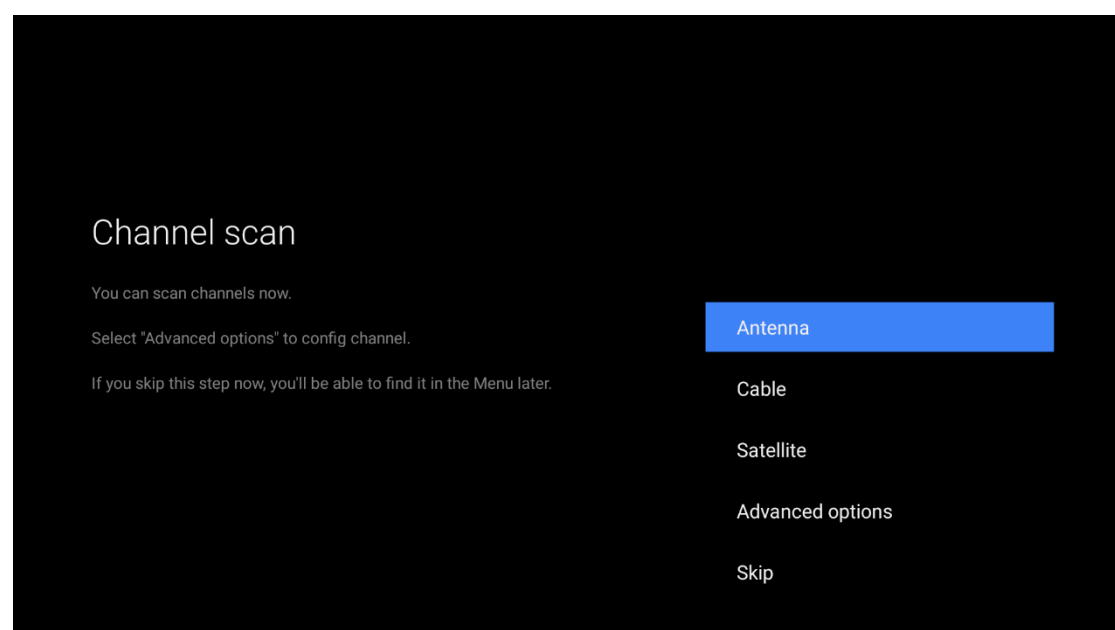 Channel scan
You can scan channels now.
Select "Advanced options" to config channel.
If you skip this step now, you'll be able to find it in the Menu later.
Antenna
Cable
Satellite
Advanced options
Skip